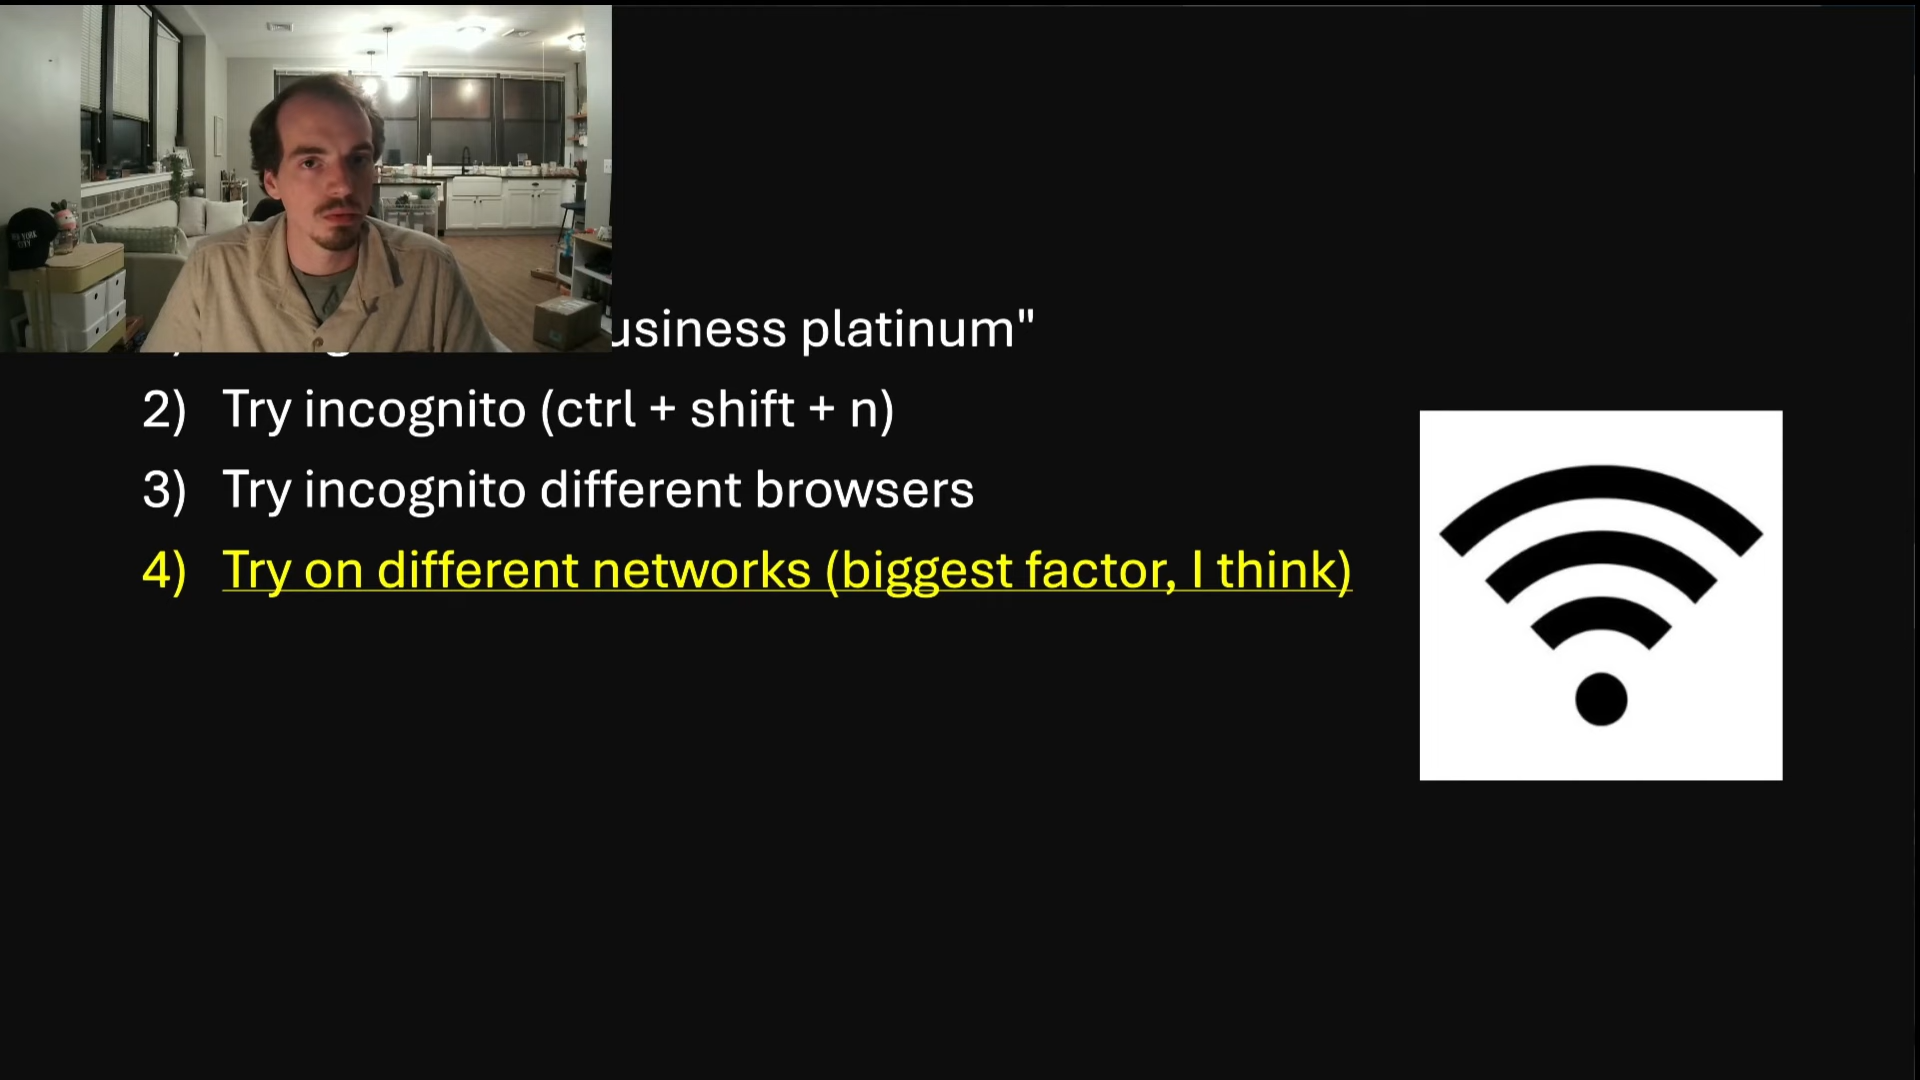 usiness platinum"
2) Try incognito (ctrl + shift + n)
3) Try incognito different browsers
4) Try on different networks (biggest factor, I think)